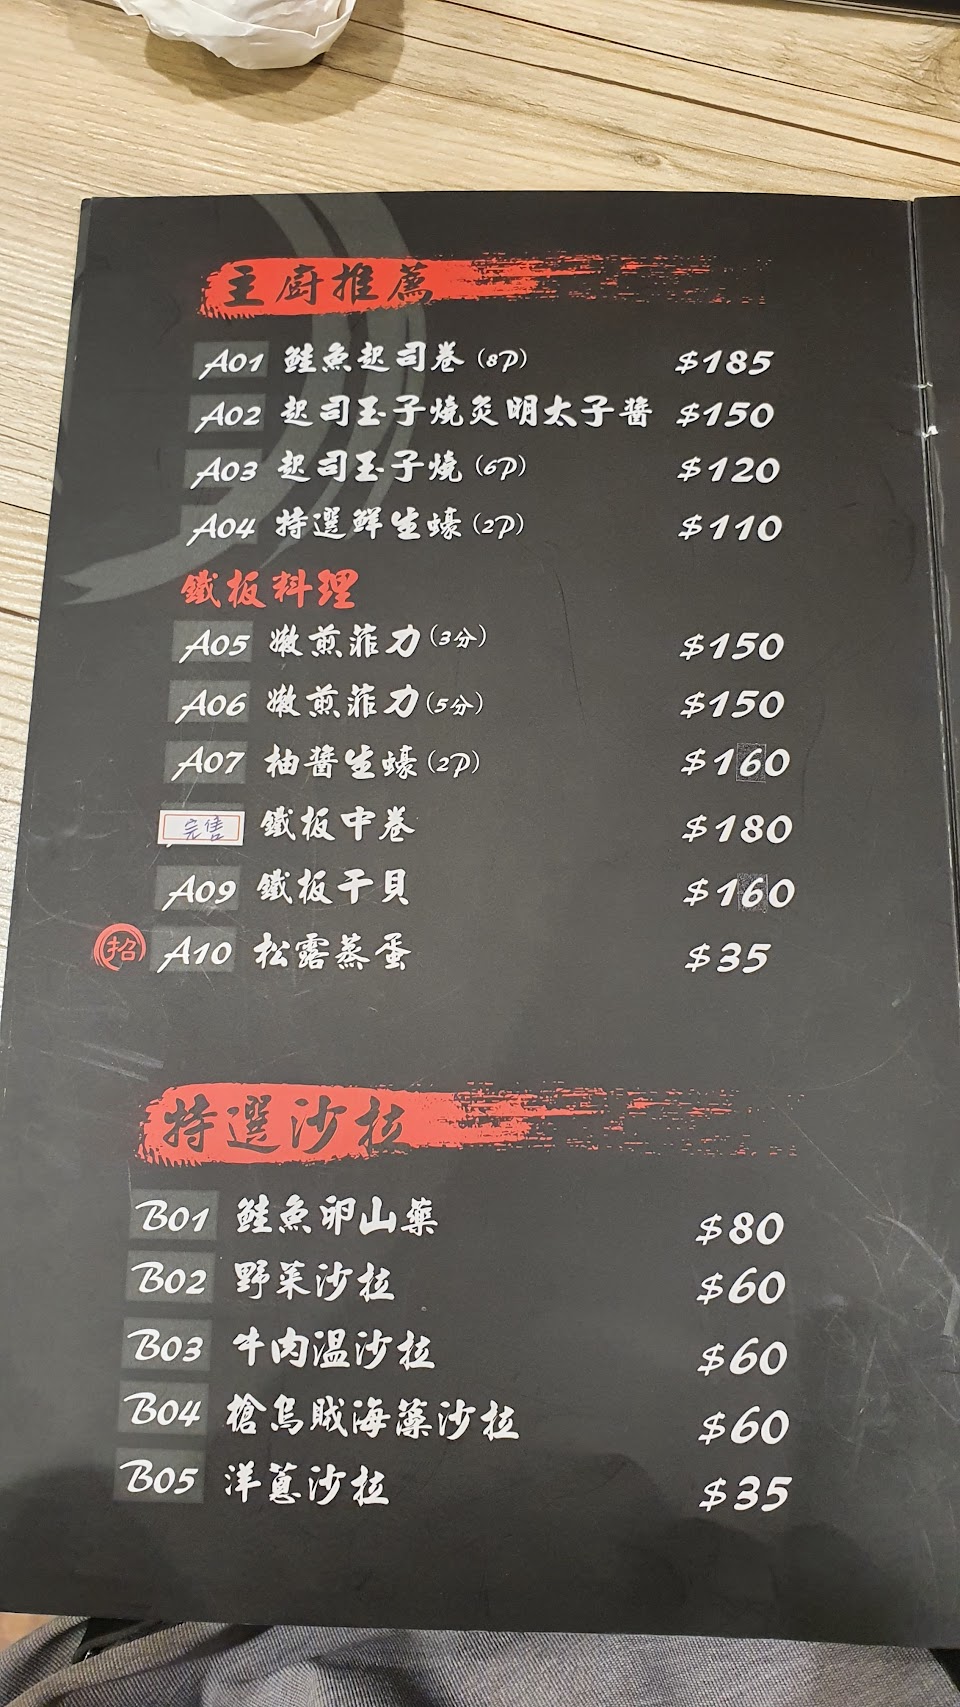 主廚推薦
A01 鮭魚起司卷 (8P) $185
A02 起司玉子燒炙明太子醬 $150
A03 起司玉子燒 (6P) $120
A04 特選鮮生蠔 (2P) $110
鐵板料理
A05 嫩煎菲力 (3分) $150
A06 嫩煎菲力 (5分) $150
A07 柚醬生蠔 (2P) $160
完售 鐵板中卷 $180
A09 鐵板干貝 $160
招 A10 松露蒸蛋 $35
特選沙拉
B01 鮭魚卵山藥 $80
B02 野菜沙拉 $60
B03 牛肉溫沙拉 $60
B04 槍烏賊海藻沙拉 $60
B05 洋蔥沙拉 $35